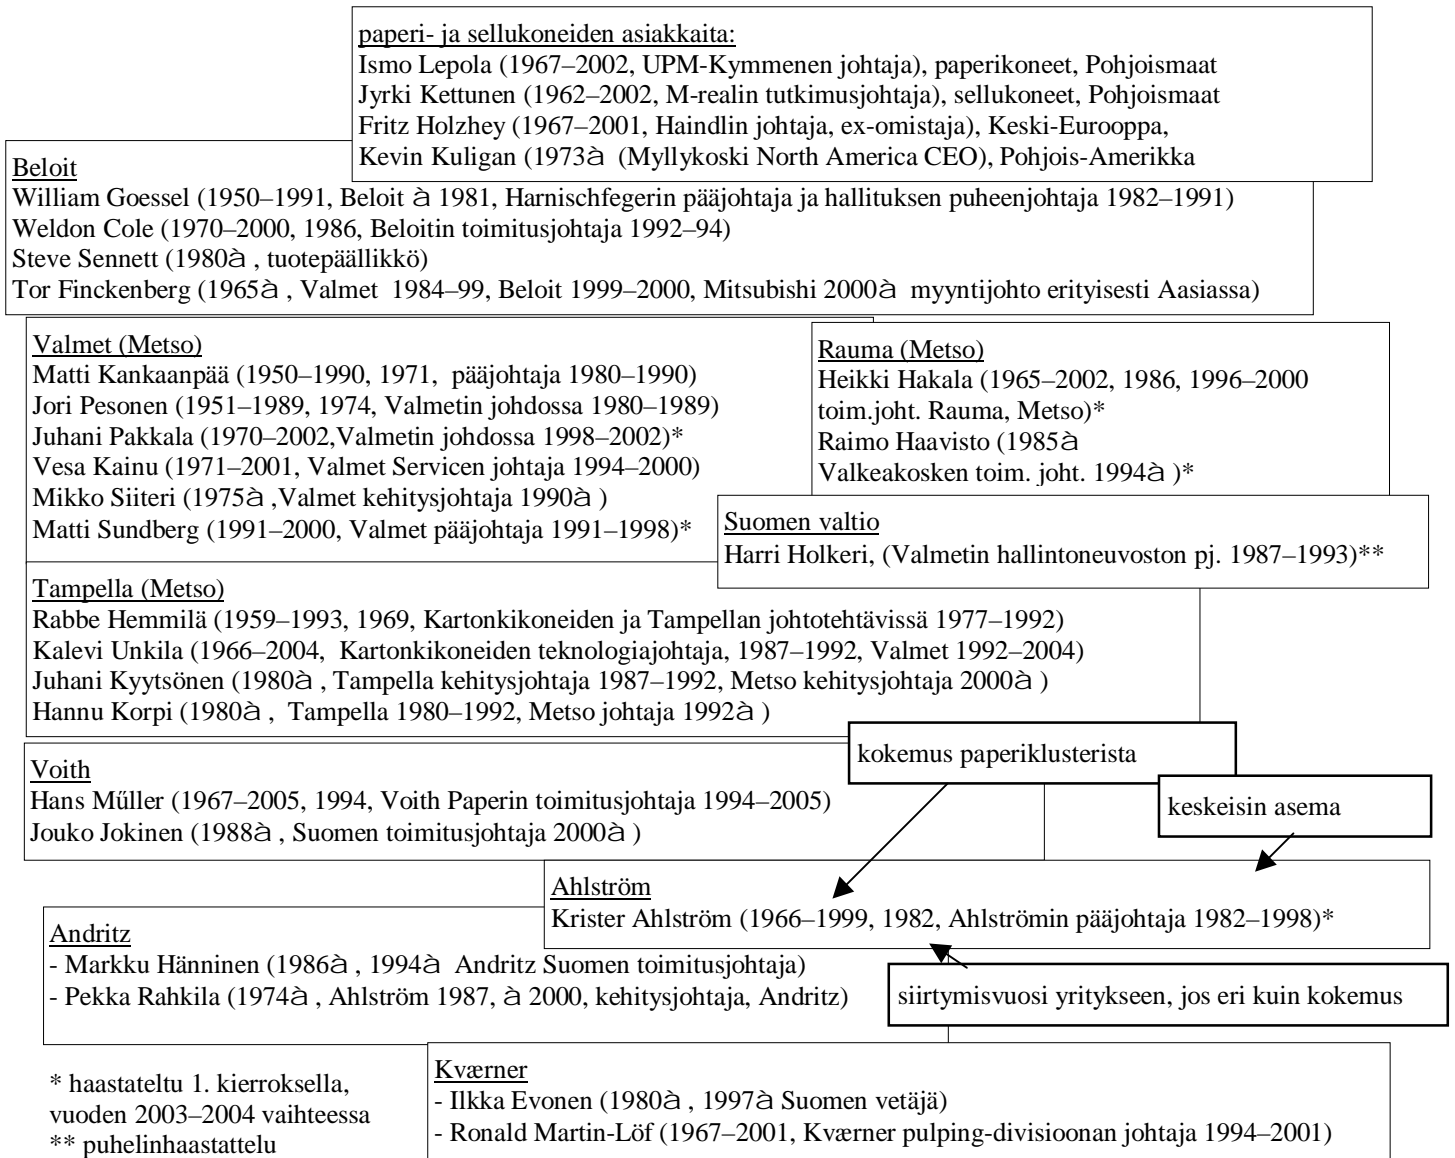 paperi- ja sellukoneiden asiakkaita:
Ismo Lepola (1967–2002, UPM-Kymmenen johtaja), paperikoneet, Pohjoismaat
Jyrki Kettunen (1962–2002, M-realin tutkimusjohtaja), sellukoneet, Pohjoismaat
Fritz Holzhey (1967–2001, Haindlin johtaja, ex-omistaja), Keski-Eurooppa,
Kevin Kuligan (1973à (Myllykoski North America CEO), Pohjois-Amerikka
Beloit
William Goessel (1950–1991, Beloit à 1981, Harnischfegerin pääjohtaja ja hallituksen puheenjohtaja 1982–1991)
Weldon Cole (1970–2000, 1986, Beloitin toimitusjohtaja 1992–94)
Steve Sennett (1980à , tuotepäällikkö)
Tor Finckenberg (1965à , Valmet 1984–99, Beloit 1999–2000, Mitsubishi 2000à myyntijohto erityisesti Aasiassa)
Valmet (Metso)
Matti Kankaanpää (1950–1990, 1971, pääjohtaja 1980–1990)
Jori Pesonen (1951–1989, 1974, Valmetin johdossa 1980–1989)
Juhani Pakkala (1970–2002,Valmetin johdossa 1998–2002)*
Vesa Kainu (1971–2001, Valmet Servicen johtaja 1994–2000)
Mikko Siiteri (1975à ,Valmet kehitysjohtaja 1990à )
Matti Sundberg (1991–2000, Valmet pääjohtaja 1991–1998)*
Rauma (Metso)
Heikki Hakala (1965–2002, 1986, 1996–2000
toim.joht. Rauma, Metso)*
Raimo Haavisto (1985à
Valkeakosken toim. joht. 1994à )*
Suomen valtio
Harri Holkeri, (Valmetin hallintoneuvoston pj. 1987–1993)**
Tampella (Metso)
Rabbe Hemmilä (1959–1993, 1969, Kartonkikoneiden ja Tampellan johtotehtävissä 1977–1992)
Kalevi Unkila (1966–2004, Kartonkikoneiden teknologiajohtaja, 1987–1992, Valmet 1992–2004)
Juhani Kyytsönen (1980à , Tampella kehitysjohtaja 1987–1992, Metso kehitysjohtaja 2000à )
Hannu Korpi (1980à , Tampella 1980–1992, Metso johtaja 1992à )
kokemus paperiklusterista
keskeisin asema
Voith
Hans Műller (1967–2005, 1994, Voith Paperin toimitusjohtaja 1994–2005)
Jouko Jokinen (1988à , Suomen toimitusjohtaja 2000à )
Ahlström
Krister Ahlström (1966–1999, 1982, Ahlströmin pääjohtaja 1982–1998)*
Andritz
- Markku Hänninen (1986à , 1994à Andritz Suomen toimitusjohtaja)
- Pekka Rahkila (1974à , Ahlström 1987, à 2000, kehitysjohtaja, Andritz)
siirtymisvuosi yritykseen, jos eri kuin kokemus
Kværner
- Ilkka Evonen (1980à , 1997à Suomen vetäjä)
- Ronald Martin-Löf (1967–2001, Kværner pulping-divisioonan johtaja 1994–2001)
* haastateltu 1. kierroksella,
vuoden 2003–2004 vaihteessa
** puhelinhaastattelu